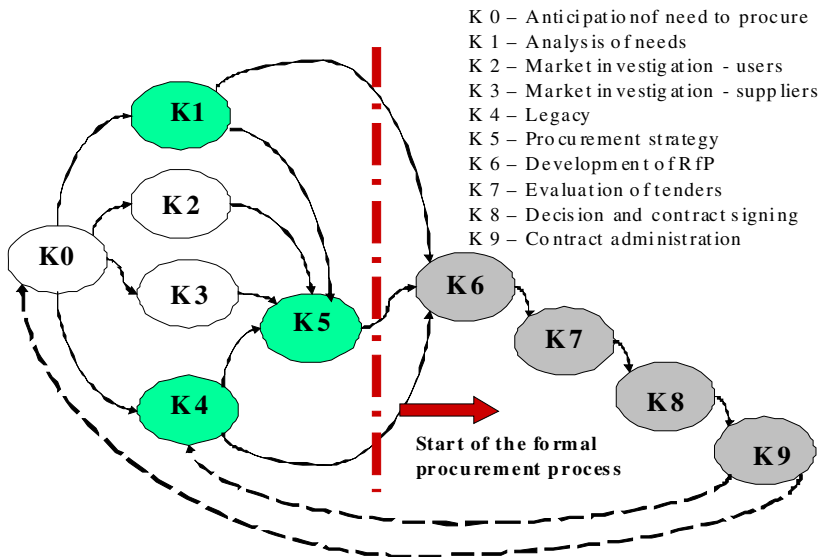 K 0 – Anticipation of need to procure
K 1 – Analysis of needs
K 2 – Market investigation - users
K 3 – Market investigation - suppliers
K 4 – Legacy
K 5 – Procurement strategy
K 6 – Development of RfP
K 7 – Evaluation of tenders
K 8 – Decision and contract signing
K 9 – Contract administration
K1
K2
K0
K3
K6
K5
K7
K4
K8
Start of the formal
procurement process
K9